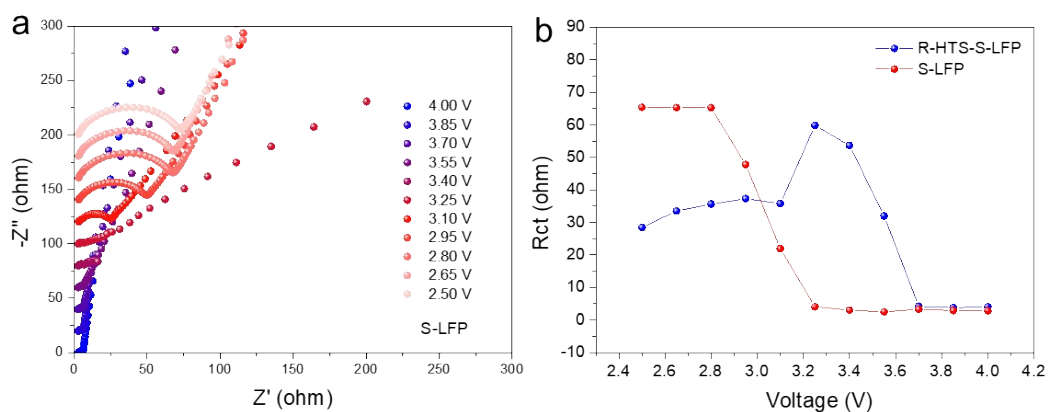 a
300
250
200
150
100
50
0
-Z" (ohm)
0
50
100
150
200
250
300
Z' (ohm)
4.00 V
3.85 V
3.70 V
3.55 V
3.40 V
3.25 V
3.10 V
2.95 V
2.80 V
2.65 V
2.50 V
S-LFP
b
90
80
70
60
50
40
30
20
10
0
-10
Rct (ohm)
2.4
2.6
2.8
3.0
3.2
3.4
3.6
3.8
4.0
4.2
Voltage (V)
R-HTS-S-LFP
S-LFP